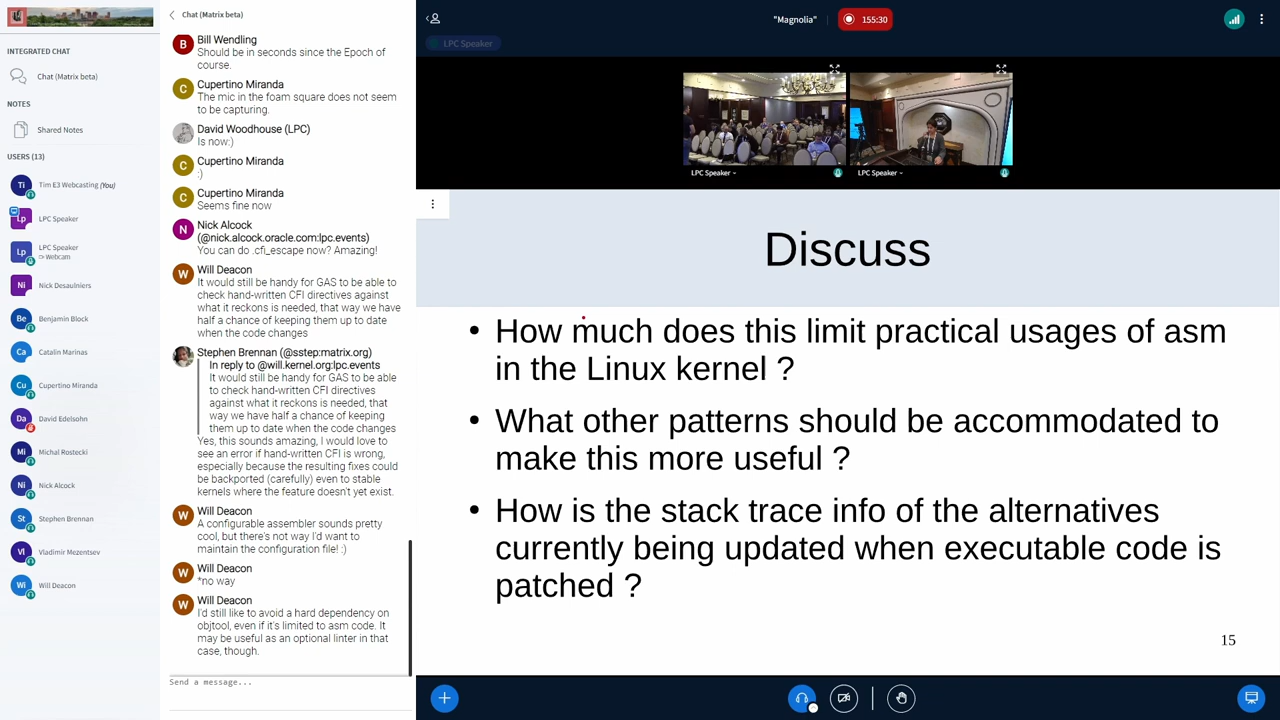 INTEGRATED CHAT
Chat (Matrix beta)
NOTES
Shared Notes
USERS (13)
Ti
Tim E3 Webcasting (You)
Lp
LPC Speaker
Lp
LPC Speaker
Webcam
Ni
Nick Desaulniers
Be
Benjamin Block
Ca
Catalin Marinas
Cu
Cupertino Miranda
Da
David Edelsohn
Mi
Michal Rostecki
Ni
Nick Alcock
St
Stephen Brennan
Vl
Vladimir Mezentsev
Wi
Will Deacon
Chat (Matrix beta)
B
Bill Wendling
Should be in seconds since the Epoch of
course.
C
Cupertino Miranda
The mic in the foam square does not seem
to be capturing.
David Woodhouse (LPC)
Is now:)
C
Cupertino Miranda
:)
C
Cupertino Miranda
Seems fine now
N
Nick Alcock
(@nick.alcock.oracle.com:lpc.events)
You can do .cfi_escape now? Amazing!
W
Will Deacon
It would still be handy for GAS to be able to
check hand-written CFI directives against
what it reckons is needed, that way we have
half a chance of keeping them up to date
when the code changes
Stephen Brennan (@sstep:matrix.org)
In reply to @will.kernel.org:lpc.events
It would still be handy for GAS to be able
to check hand-written CFI directives
against what it reckons is needed, that
way we have half a chance of keeping
them up to date when the code changes
Yes, this sounds amazing, I would love to
see an error if hand-written CFI is wrong,
especially because the resulting fixes could
be backported (carefully) even to stable
kernels where the feature doesn't yet exist.
W
Will Deacon
A configurable assembler sounds pretty
cool, but there's not way I'd want to
maintain the configuration file! :)
W
Will Deacon
*no way
W
Will Deacon
I'd still like to avoid a hard dependency on
objtool, even if it's limited to asm code. It
may be useful as an optional linter in that
case, though.
Send a message...
"Magnolia"
155:30
LPC Speaker
LPC Speaker
LPC Speaker
Discuss
• How much does this limit practical usages of asm
in the Linux kernel ?
• What other patterns should be accommodated to
make this more useful ?
• How is the stack trace info of the alternatives
currently being updated when executable code is
patched ?
15